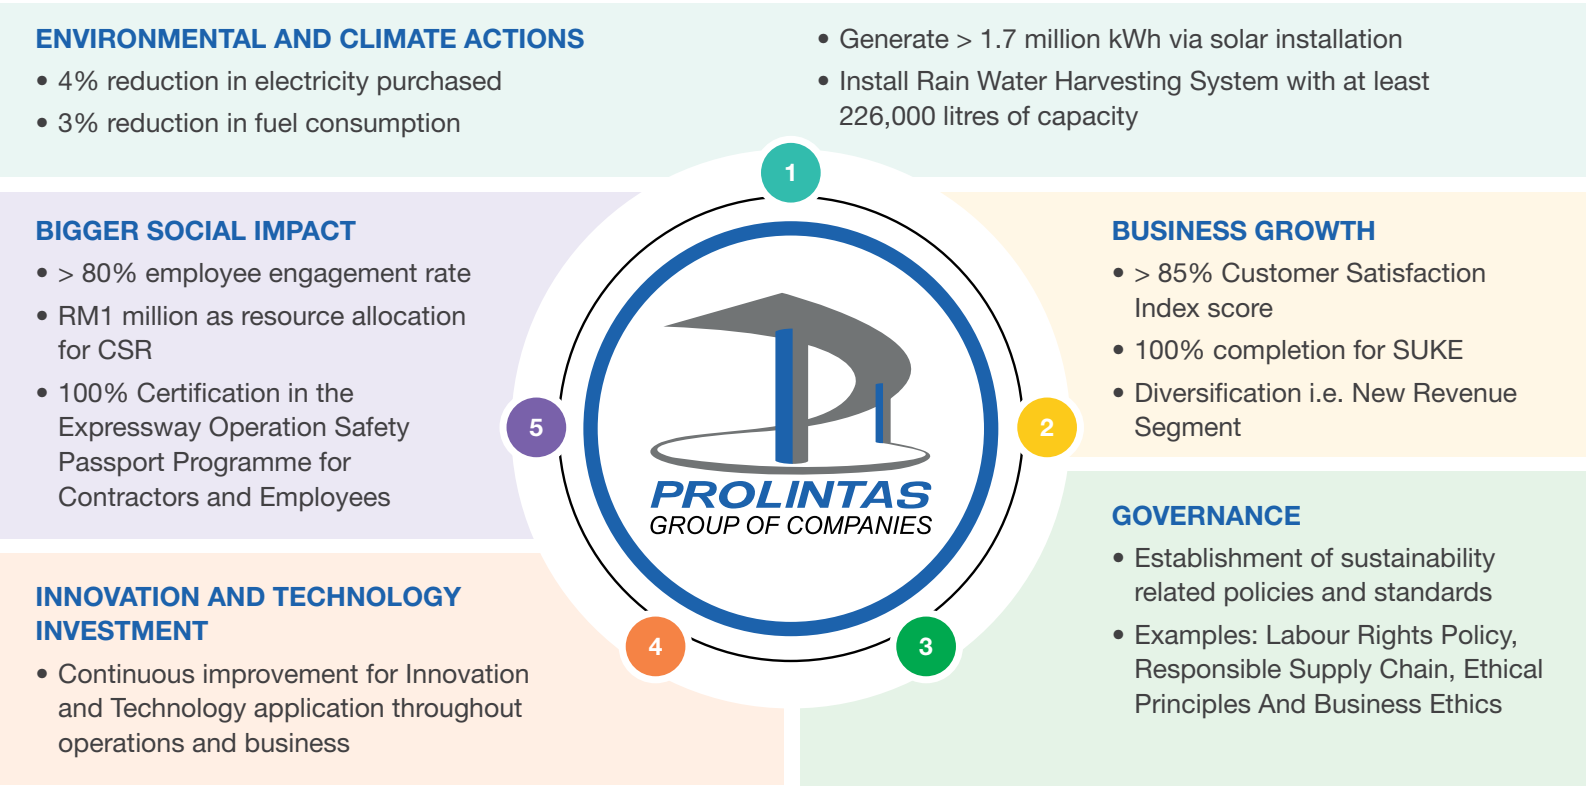 ENVIRONMENTAL AND CLIMATE ACTIONS
• 4% reduction in electricity purchased
• 3% reduction in fuel consumption
• Generate > 1.7 million kWh via solar installation
• Install Rain Water Harvesting System with at least
226,000 litres of capacity
1
BUSINESS GROWTH
• > 85% Customer Satisfaction
Index score
• 100% completion for SUKE
• Diversification i.e. New Revenue
Segment
2
GOVERNANCE
• Establishment of sustainability
related policies and standards
• Examples: Labour Rights Policy,
Responsible Supply Chain, Ethical
Principles And Business Ethics
3
INNOVATION AND TECHNOLOGY
INVESTMENT
• Continuous improvement for Innovation
and Technology application throughout
operations and business
4
BIGGER SOCIAL IMPACT
• > 80% employee engagement rate
• RM1 million as resource allocation
for CSR
• 100% Certification in the
Expressway Operation Safety
Passport Programme for
Contractors and Employees
5
PROLINTAS
GROUP OF COMPANIES